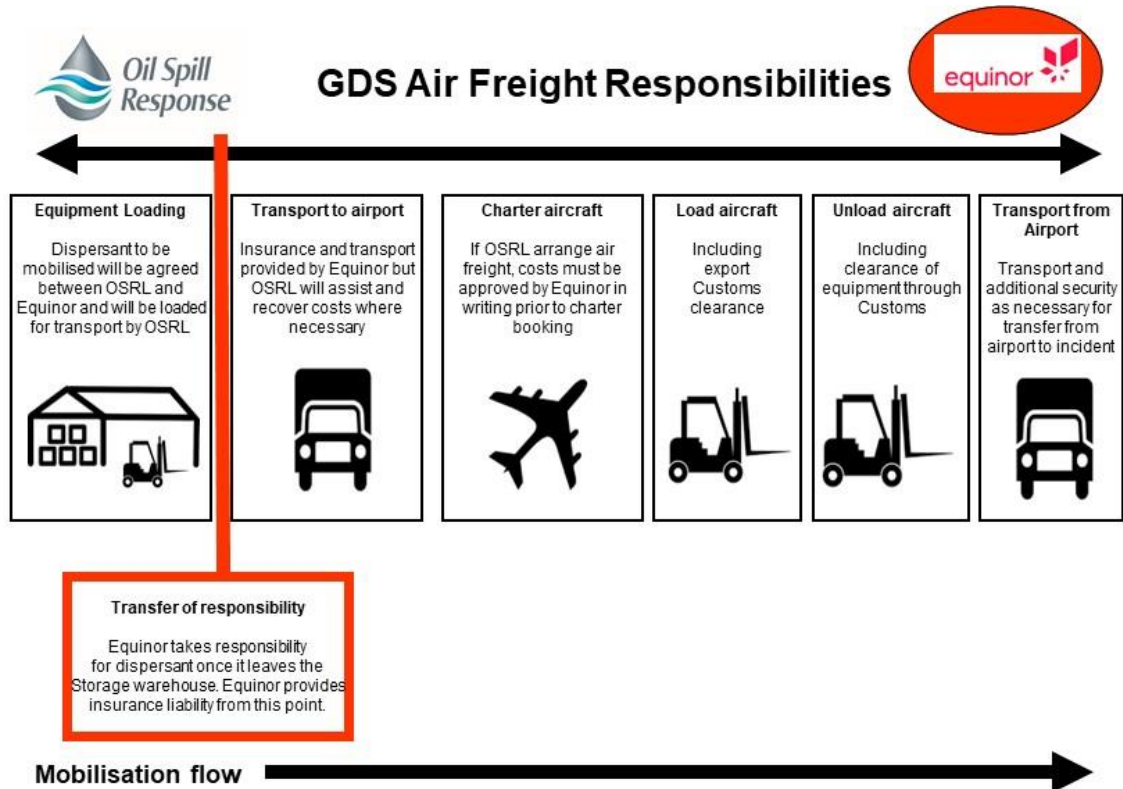 Oil Spill
Response
GDS Air Freight Responsibilities
equinor
Equipment Loading
Dispersant to be
mobilised will be agreed
between OSRL and
Equinor and will be loaded
for transport by OSRL
Transport to airport
Insurance and transport
provided by Equinor but
OSRL will assist and
recover costs where
necessary
Charter aircraft
If OSRL arrange air
freight, costs must be
approved by Equinor in
writing prior to charter
booking
Load aircraft
Including
export
Customs
clearance
Unload aircraft
Including
clearance of
equipment through
Customs
Transport from
Airport
Transport and
additional security
as necessary for
transfer from
airport to incident
Transfer of responsibility
Equinor takes responsibility
for dispersant once it leaves the
Storage warehouse. Equinor provides
insurance liability from this point.
Mobilisation flow